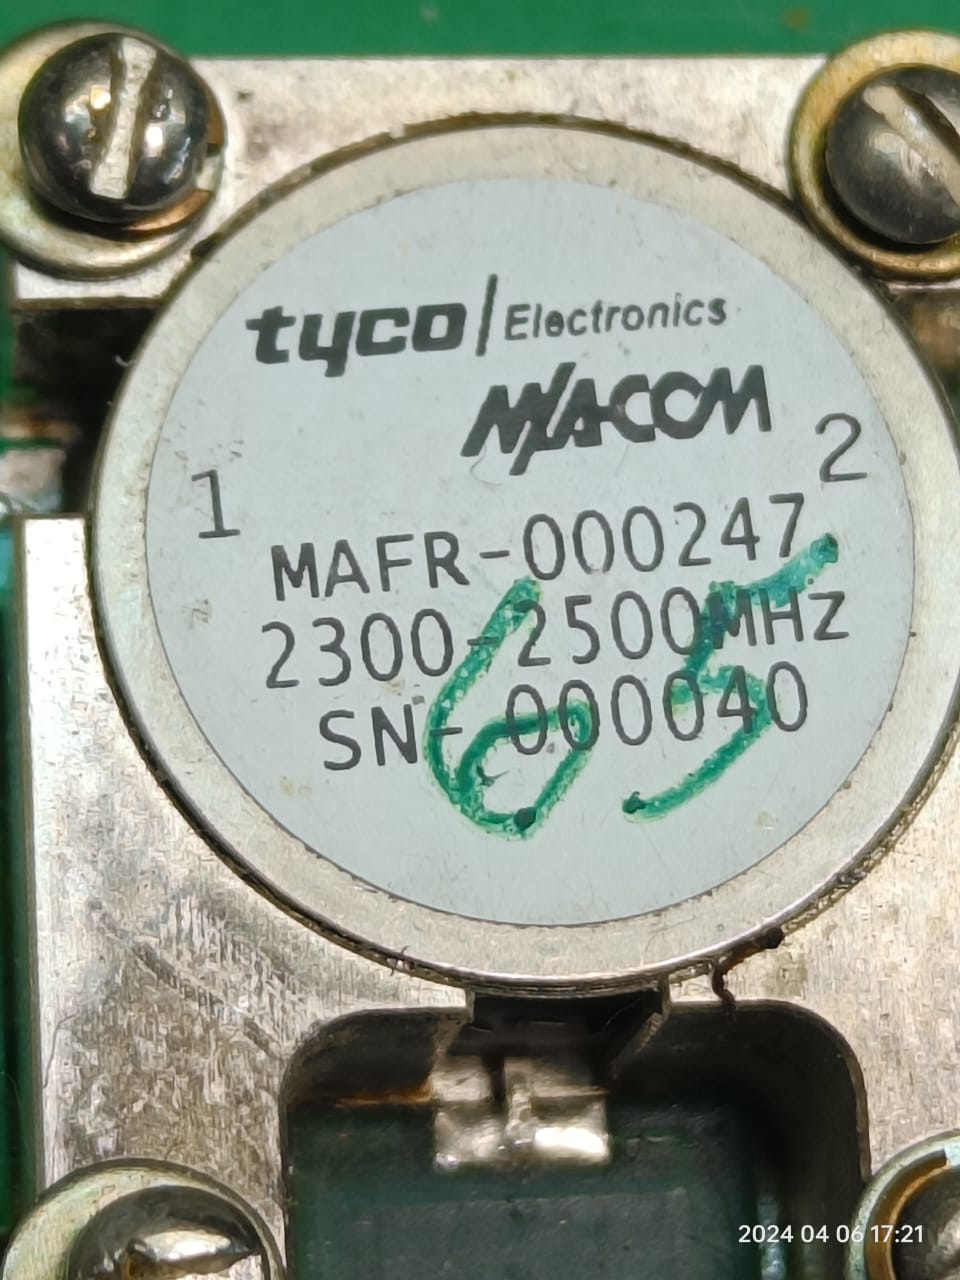 tyco | Electronics
M/ACOM
1
2
MAFR-000247
2300-2500MHz
SN-000040
65
2024 04 06 17:21